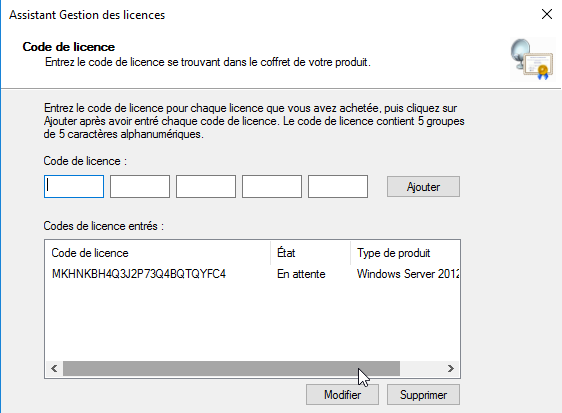 Assistant Gestion des licences
Code de licence
Entrez le code de licence se trouvant dans le coffret de votre produit.
Entrez le code de licence pour chaque licence que vous avez achetée, puis cliquez sur
Ajouter après avoir entré chaque code de licence. Le code de licence contient 5 groupes
de 5 caractères alphanumériques.
Code de licence :
Ajouter
Codes de licence entrés :
Code de licence État Type de produit
MKHNKBH4Q3J2P73Q4BQTQYFC4 En attente Windows Server 2012
Modifier Supprimer